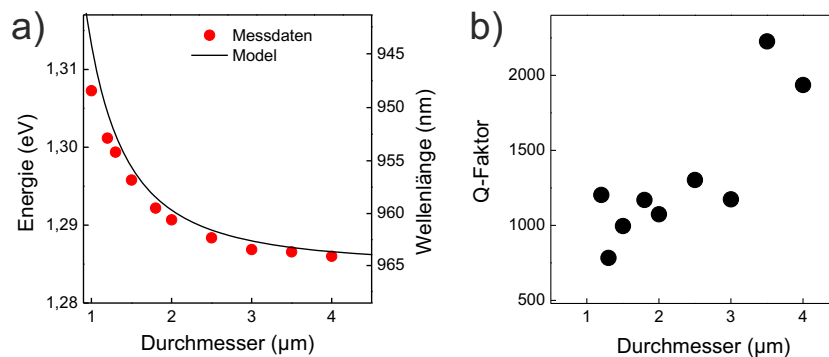 a)
Messdaten
Model
Energie (eV)
1,31
1,30
1,29
1,28
1
2
3
4
Durchmesser (µm)
945
950
955
960
965
Wellenlänge (nm)
b)
Q-Faktor
2000
1500
1000
500
1
2
3
4
Durchmesser (µm)